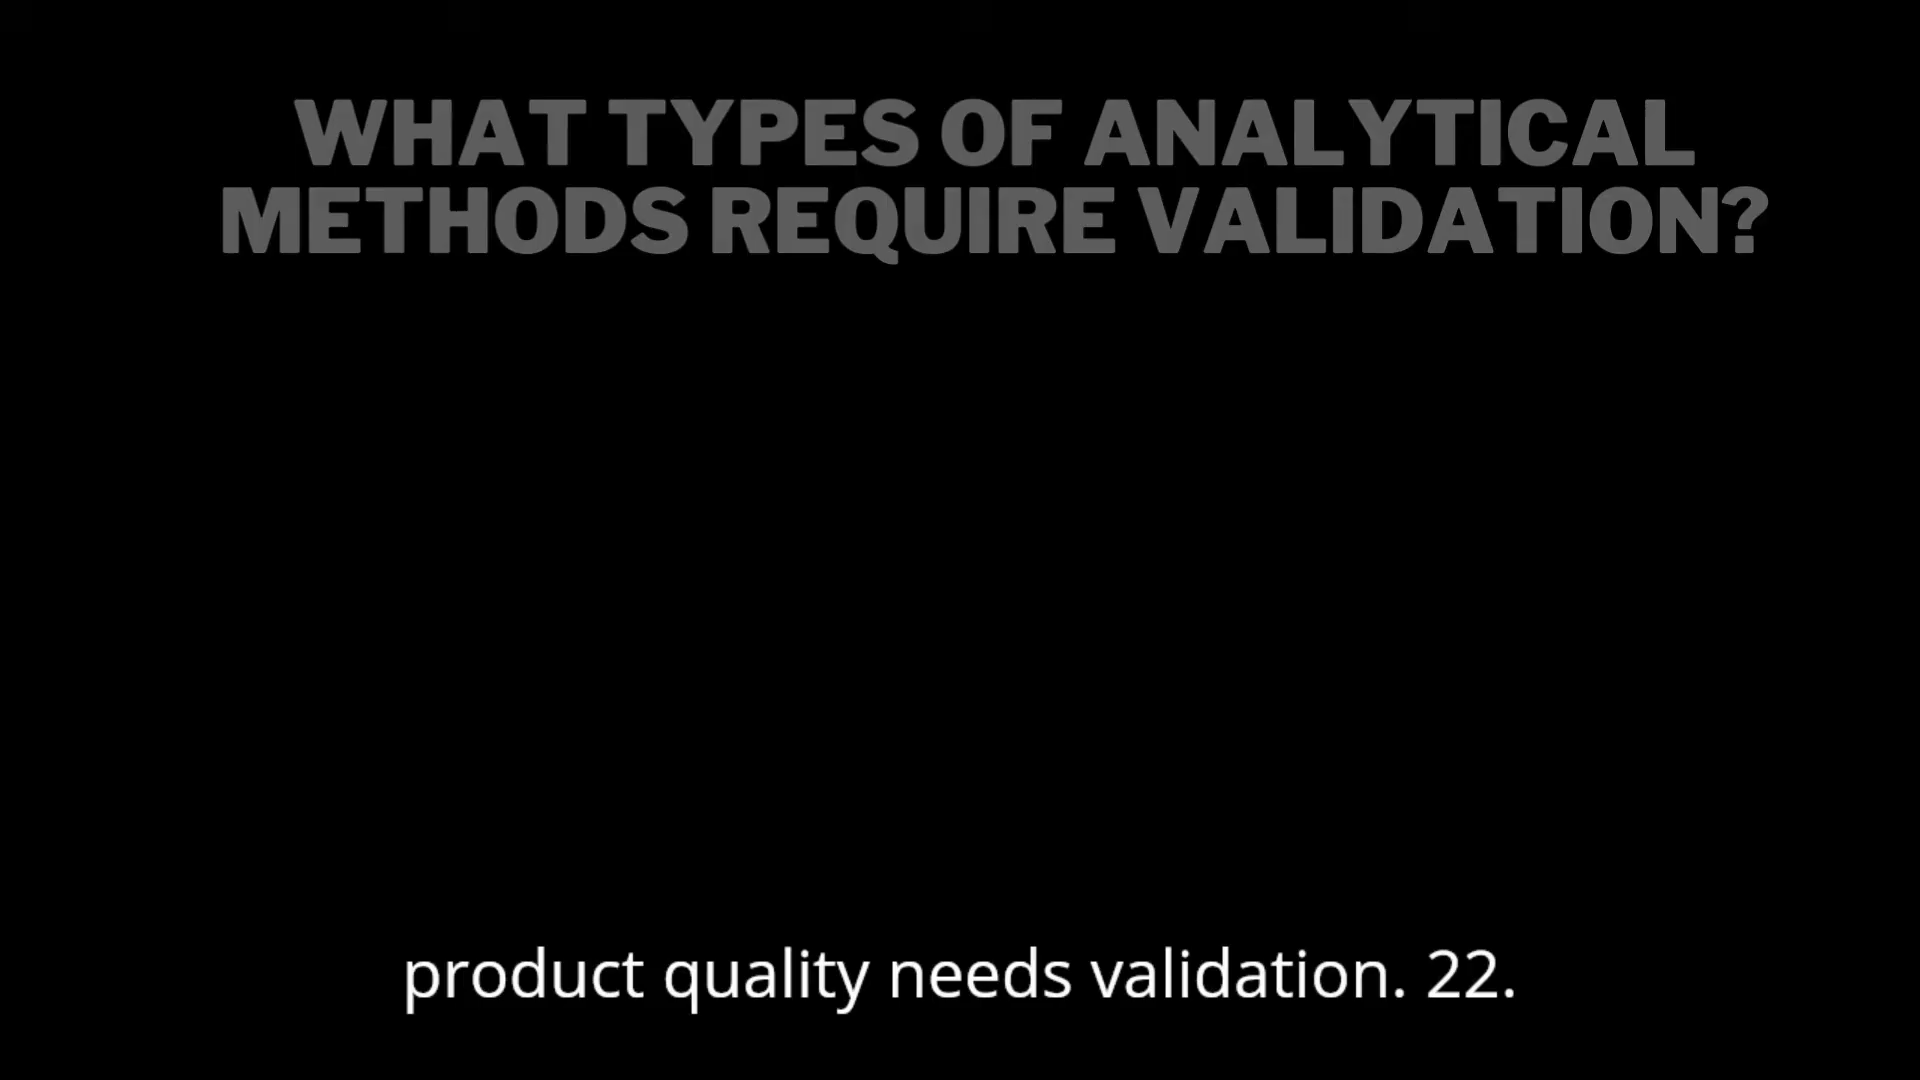 WHAT TYPES OF ANALYTICAL
METHODS REQUIRE VALIDATION?
product quality needs validation. 22.